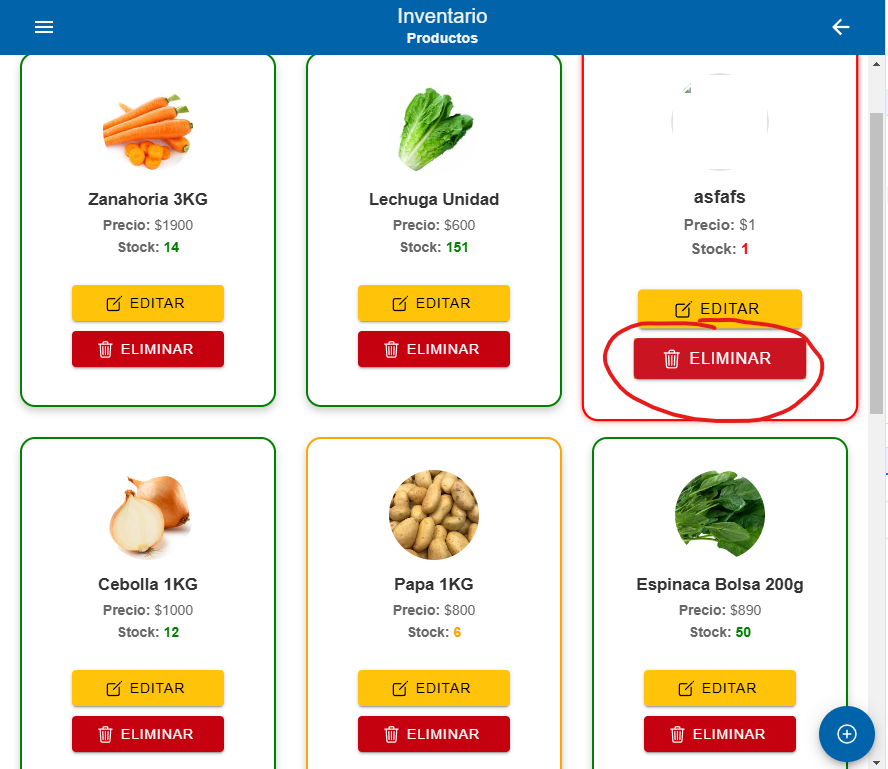 Inventario
Productos
Zanahoria 3KG
Precio: $1900
Stock: 14
EDITAR
ELIMINAR
Lechuga Unidad
Precio: $600
Stock: 151
EDITAR
ELIMINAR
asfafs
Precio: $1
Stock: 1
EDITAR
ELIMINAR
Cebolla 1KG
Precio: $1000
Stock: 12
EDITAR
ELIMINAR
Papa 1KG
Precio: $800
Stock: 6
EDITAR
ELIMINAR
Espinaca Bolsa 200g
Precio: $890
Stock: 50
EDITAR
ELIMINAR